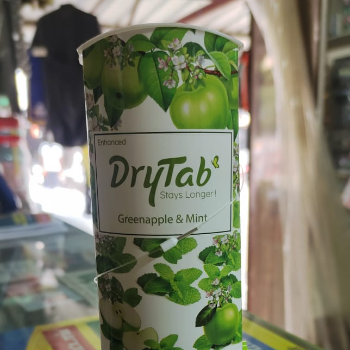 Enhanced
DryTab
Stays Longer!
Greenapple & Mint